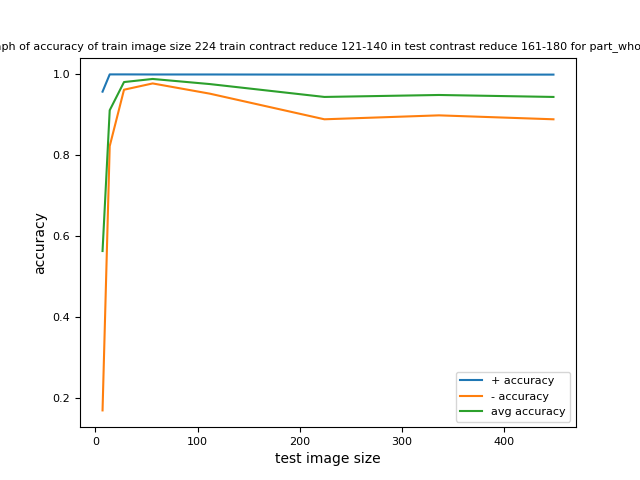 of accuracy of train image size 224 train contract reduce 121-140 in test contrast reduce 161-180 for
1.0
0.8
0.6
0.4
0.2
accuracy
+ accuracy
- accuracy
avg accuracy
0 100 200 300 400
test image size